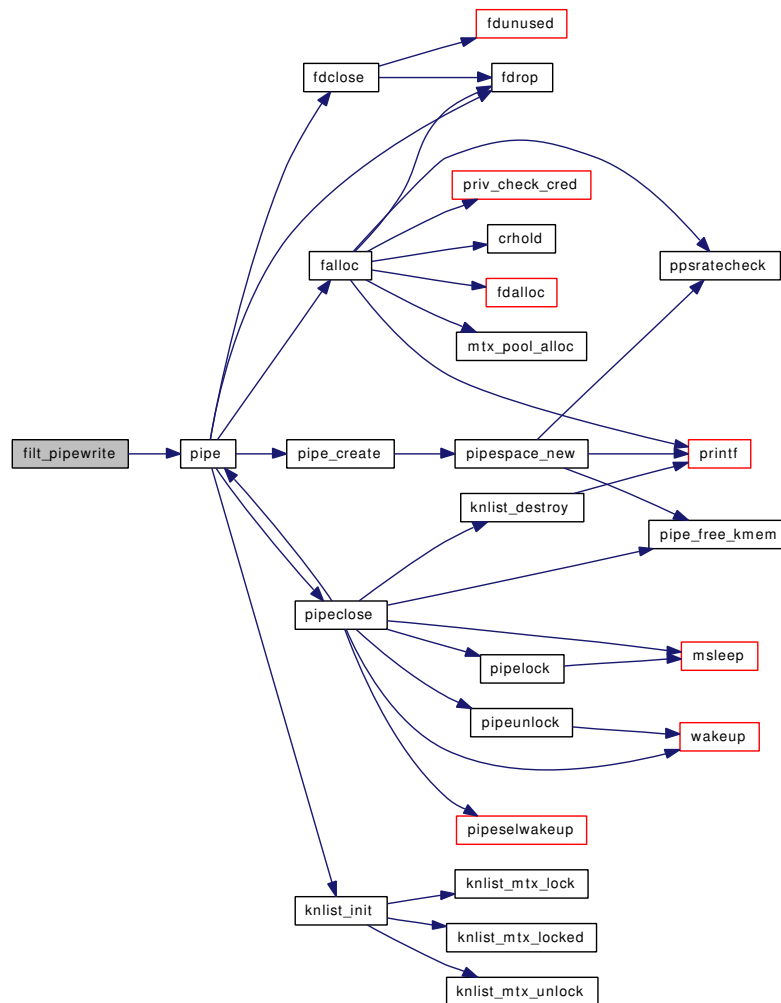 fdunused
fdclose
fdrop
priv_check_cred
crhold
falloc
ppsratecheck
fdalloc
mtx_pool_alloc
filt_pipewrite
pipe
pipe_create
pipespace_new
printf
knlist_destroy
pipe_free_kmem
pipeclose
msleep
pipelock
pipeunlock
wakeup
pipeselwakeup
knlist_mtx_lock
knlist_init
knlist_mtx_locked
knlist_mtx_unlock